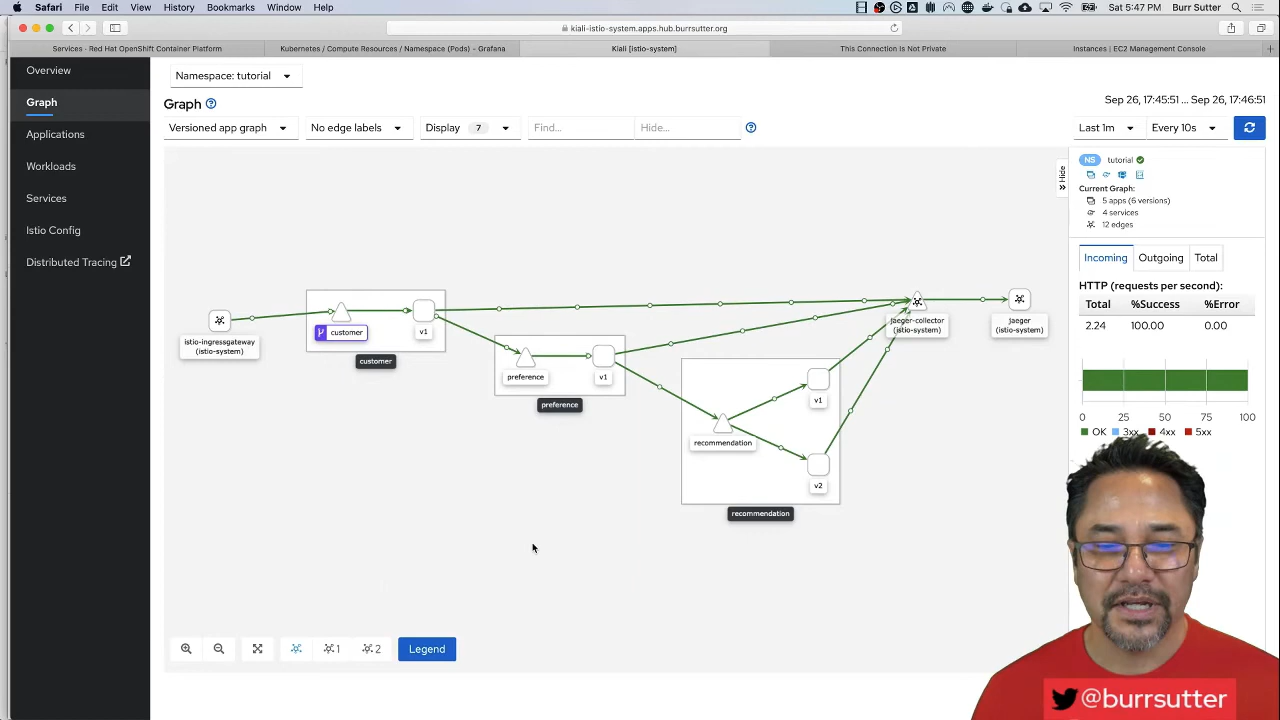 Safari File Edit View History Bookmarks Window Help
Sat 5:47 PM Burr Sutter
kiali-istio-system.apps.hub.burrsutter.org
Services - Red Hat OpenShift Container Platform
Kubernetes / Compute Resources / Namespace (Pods) - Grafana
Kiali [istio-system]
This Connection Is Not Private
Instances | EC2 Management Console
Overview
Graph
Applications
Workloads
Services
Istio Config
Distributed Tracing
Namespace: tutorial
Graph
Sep 26, 17:45:51 ... Sep 26, 17:46:51
Versioned app graph
No edge labels
Display 7
Find...
Hide...
Last 1m
Every 10s
istio-ingressgateway
(istio-system)
customer
v1
customer
preference
v1
preference
recommendation
v1
v2
recommendation
jaeger-collector
(istio-system)
jaeger
(istio-system)
1
2
Legend
Hide
NS tutorial
Current Graph:
5 apps (6 versions)
4 services
12 edges
Incoming Outgoing Total
HTTP (requests per second):
Total %Success %Error
2.24 100.00 0.00
0 25 50 75 100
OK 3xx 4xx 5xx
@burrsutter